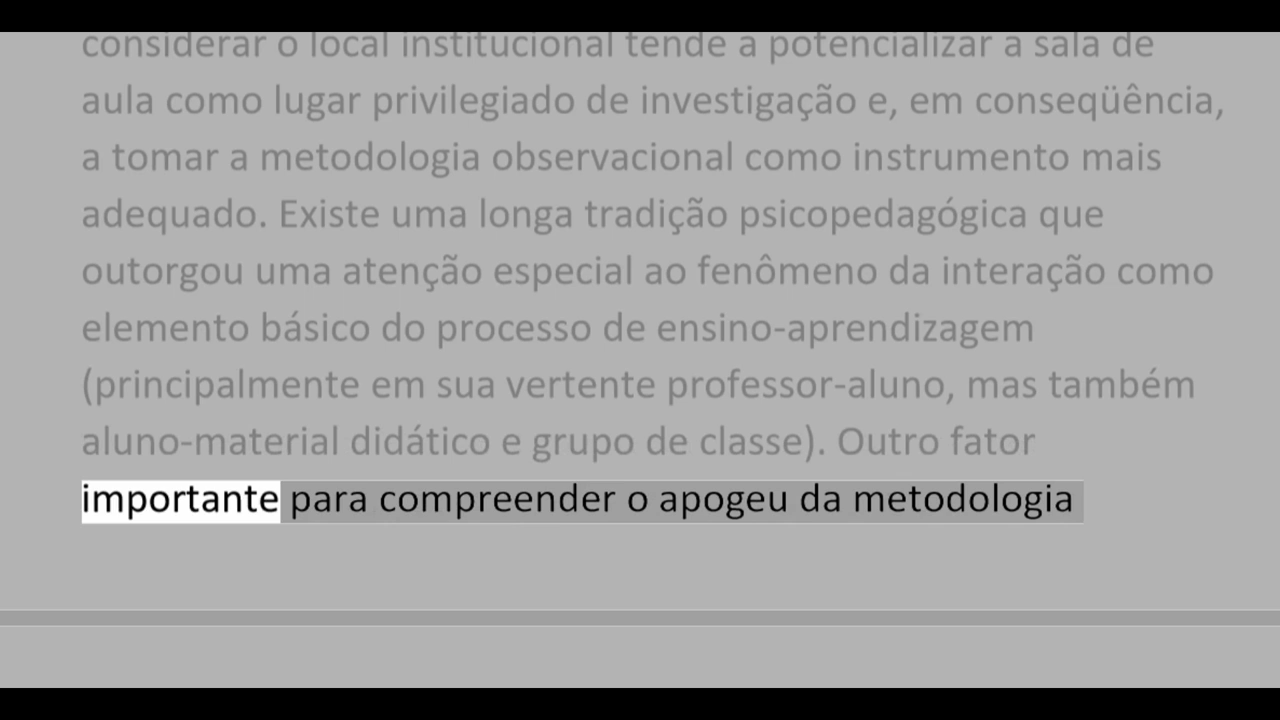 considerar o local institucional tende a potencializar a sala de
aula como lugar privilegiado de investigação e, em conseqüência,
a tomar a metodologia observacional como instrumento mais
adequado. Existe uma longa tradição psicopedagógica que
outorgou uma atenção especial ao fenômeno da interação como
elemento básico do processo de ensino-aprendizagem
(principalmente em sua vertente professor-aluno, mas também
aluno-material didático e grupo de classe). Outro fator
importante para compreender o apogeu da metodologia